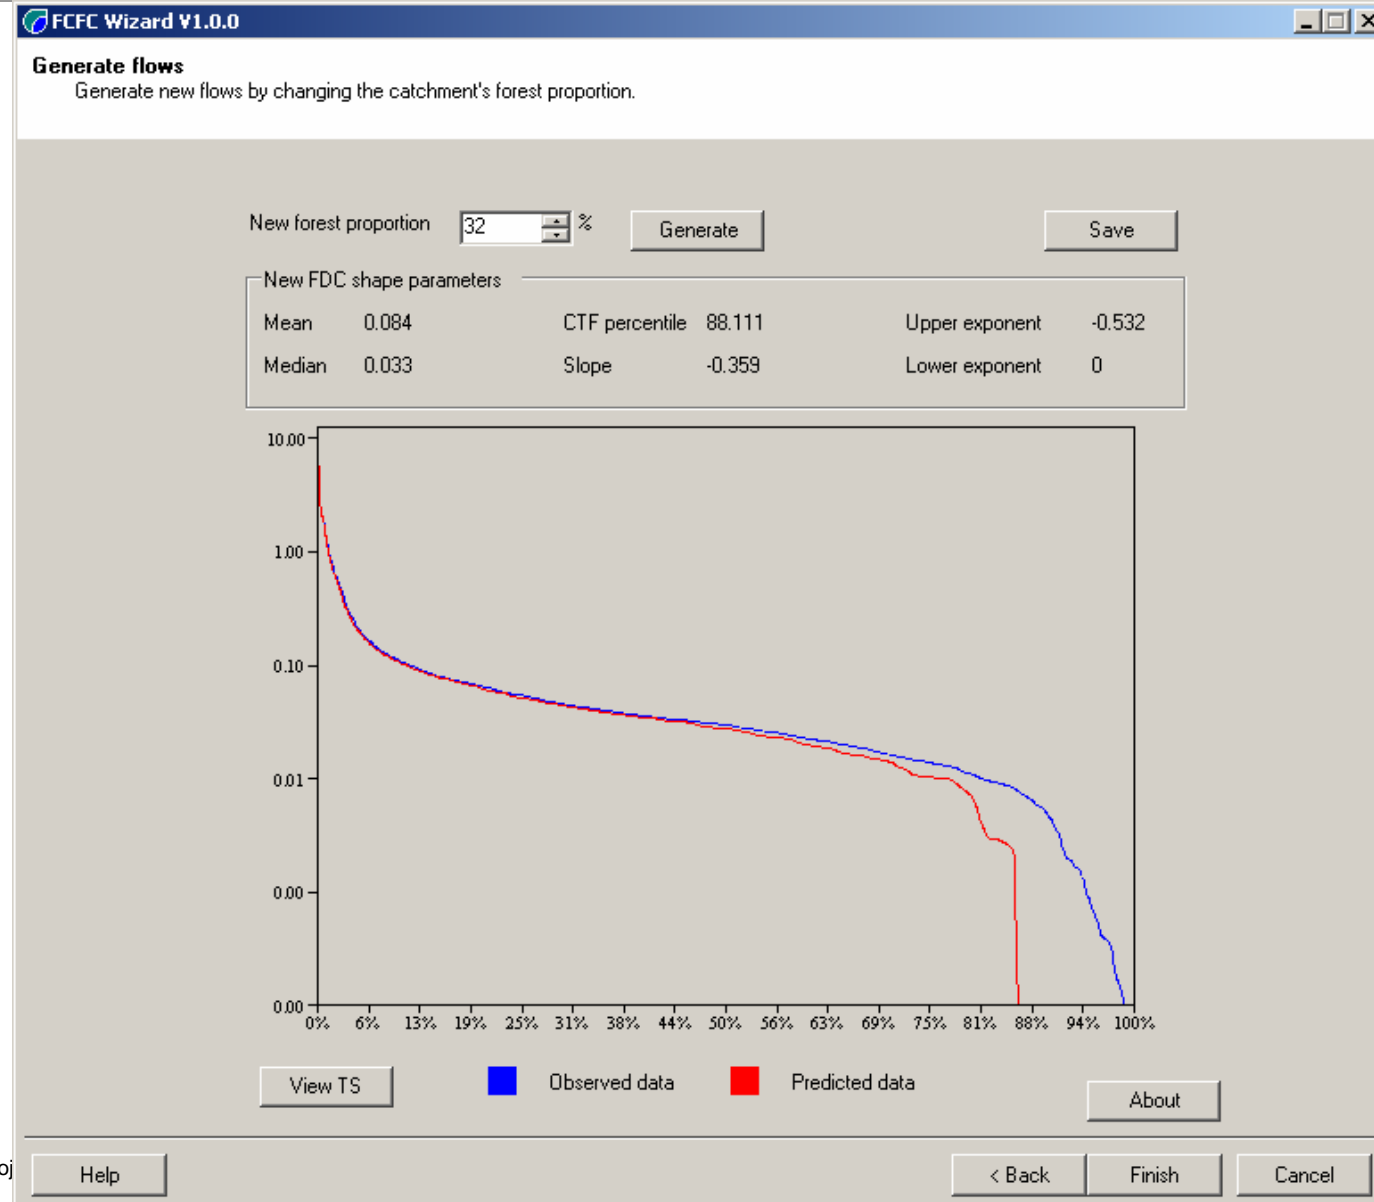 FCFC Wizard V1.0.0
Generate flows
Generate new flows by changing the catchment's forest proportion.
New forest proportion 32 % Generate Save
New FDC shape parameters
Mean 0.084 CTF percentile 88.111 Upper exponent -0.532
Median 0.033 Slope -0.359 Lower exponent 0
10.00
1.00
0.10
0.01
0.00
0.00
0% 6% 13% 19% 25% 31% 38% 44% 50% 56% 63% 69% 75% 81% 88% 94% 100%
View TS Observed data Predicted data About
oj Help < Back Finish Cancel